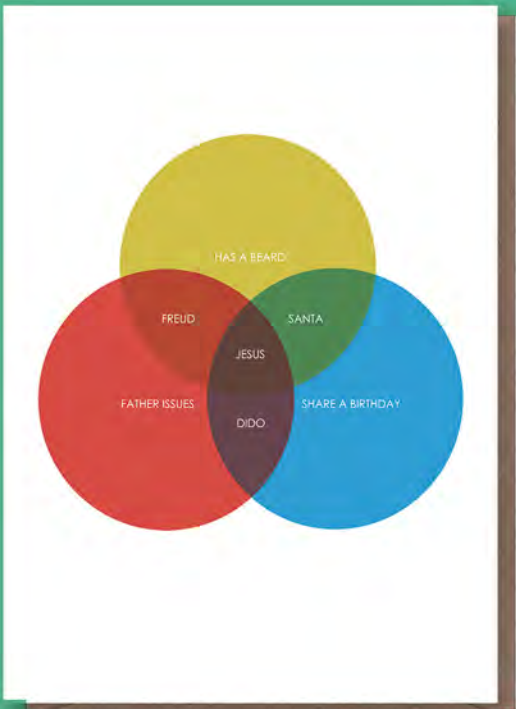 HAS A BEARD
FREUD
SANTA
JESUS
FATHER ISSUES
SHARE A BIRTHDAY
DIDO